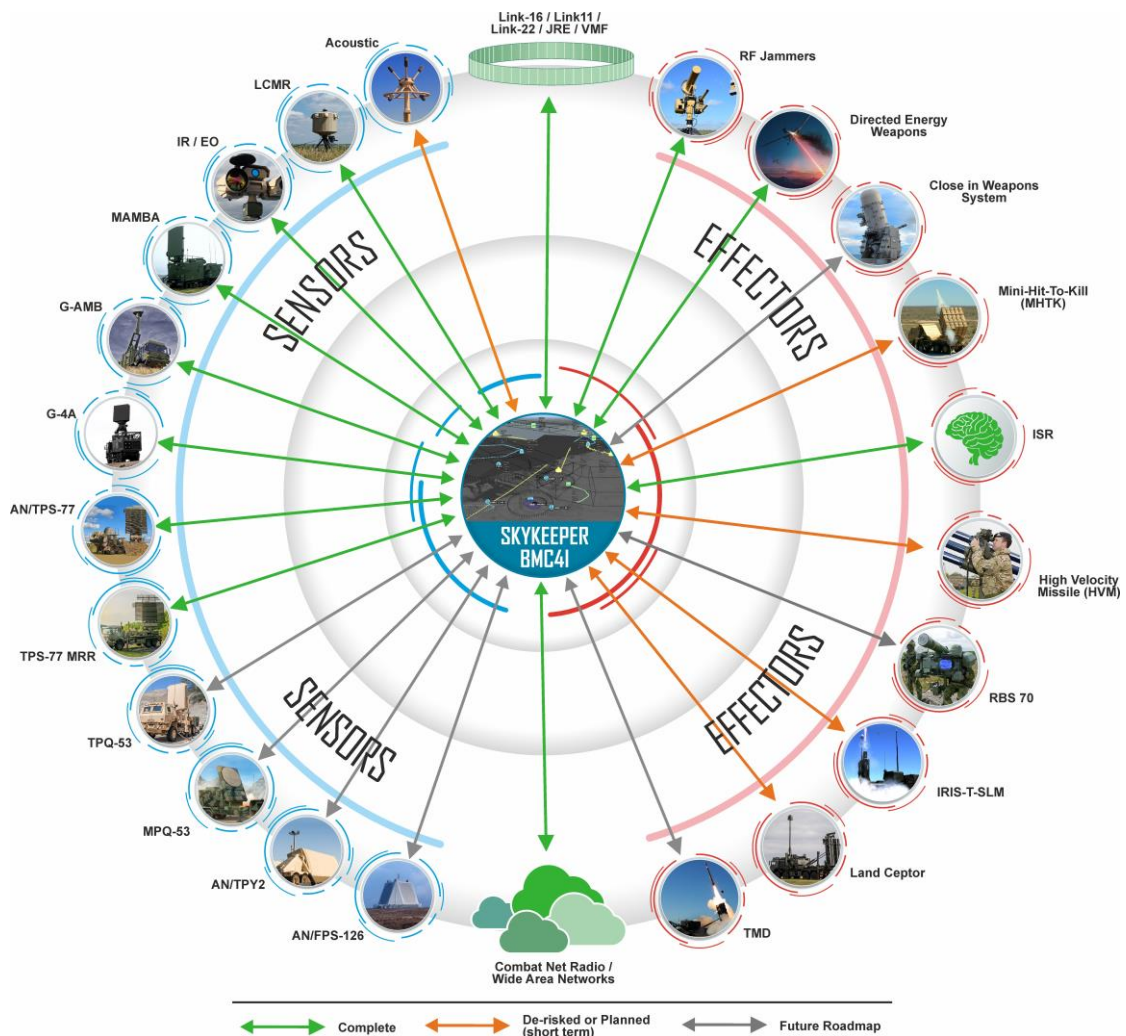 Link-16 / Link11 /
Link-22 / JRE / VMF
Acoustic
LCMR
IR / EO
MAMBA
G-AMB
G-4A
AN/TPS-77
TPS-77 MRR
TPQ-53
MPQ-53
AN/TPY2
AN/FPS-126
SENSORS
SENSORS
RF Jammers
Directed Energy
Weapons
Close in Weapons
System
Mini-Hit-To-Kill
(MHTK)
ISR
High Velocity
Missile (HVM)
RBS 70
IRIS-T-SLM
Land Ceptor
TMD
EFFECTORS
EFFECTORS
SKYKEEPER
BMC4I
Combat Net Radio /
Wide Area Networks
Complete
De-risked or Planned
(short term)
Future Roadmap